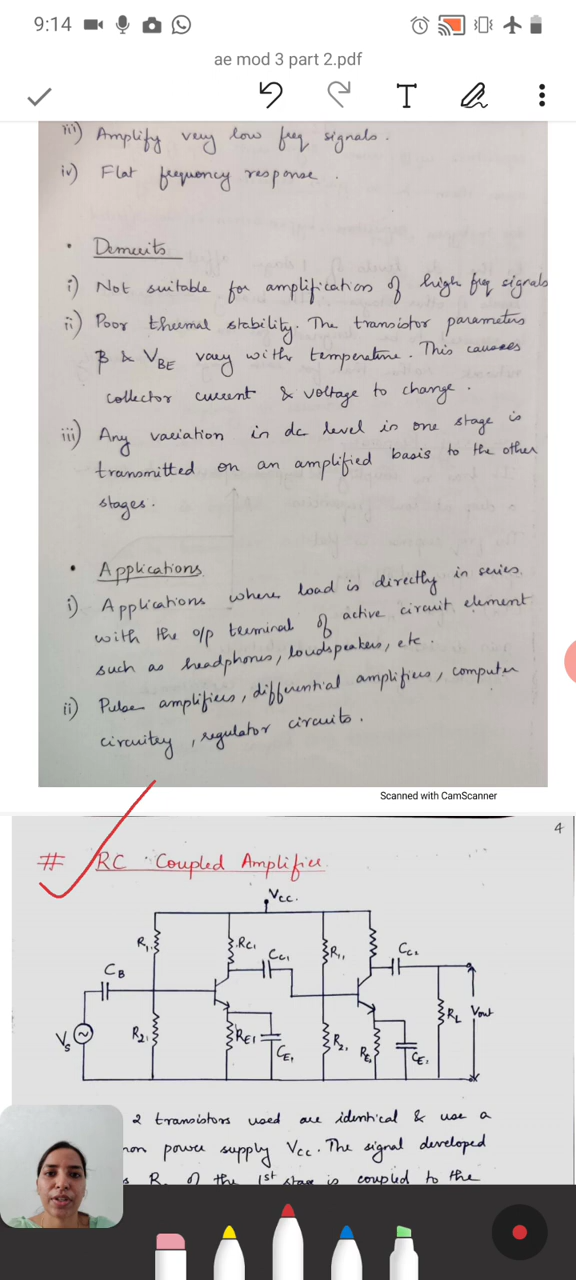 9:14
ae mod 3 part 2.pdf
T
iii) Amplify very low freq signals.
iv) Flat frequency response.
• Demerits
i) Not suitable for amplification of high freq signals
ii) Poor thermal stability. The transistor parameters
β & VBE vary with temperature. This causes
collector current & voltage to change.
iii) Any variation in dc level in one stage is
transmitted on an amplified basis to the other
stages.
• Applications
i) Applications where load is directly in series
with the o/p terminal of active circuit element
such as headphones, loudspeakers, etc.
ii) Pulse amplifiers, differential amplifiers, computer
circuitry, regulator circuits.
Scanned with CamScanner
4
# RC Coupled Amplifier
Vcc.
R1 RC1 CC1 R1, CC2
CB
Vs R2 RE1 CE1 R2, RE CE2 RL Vout
2 transistors used are identical & use a
mon power supply Vcc. The signal developed
of the 1st stage is coupled to the